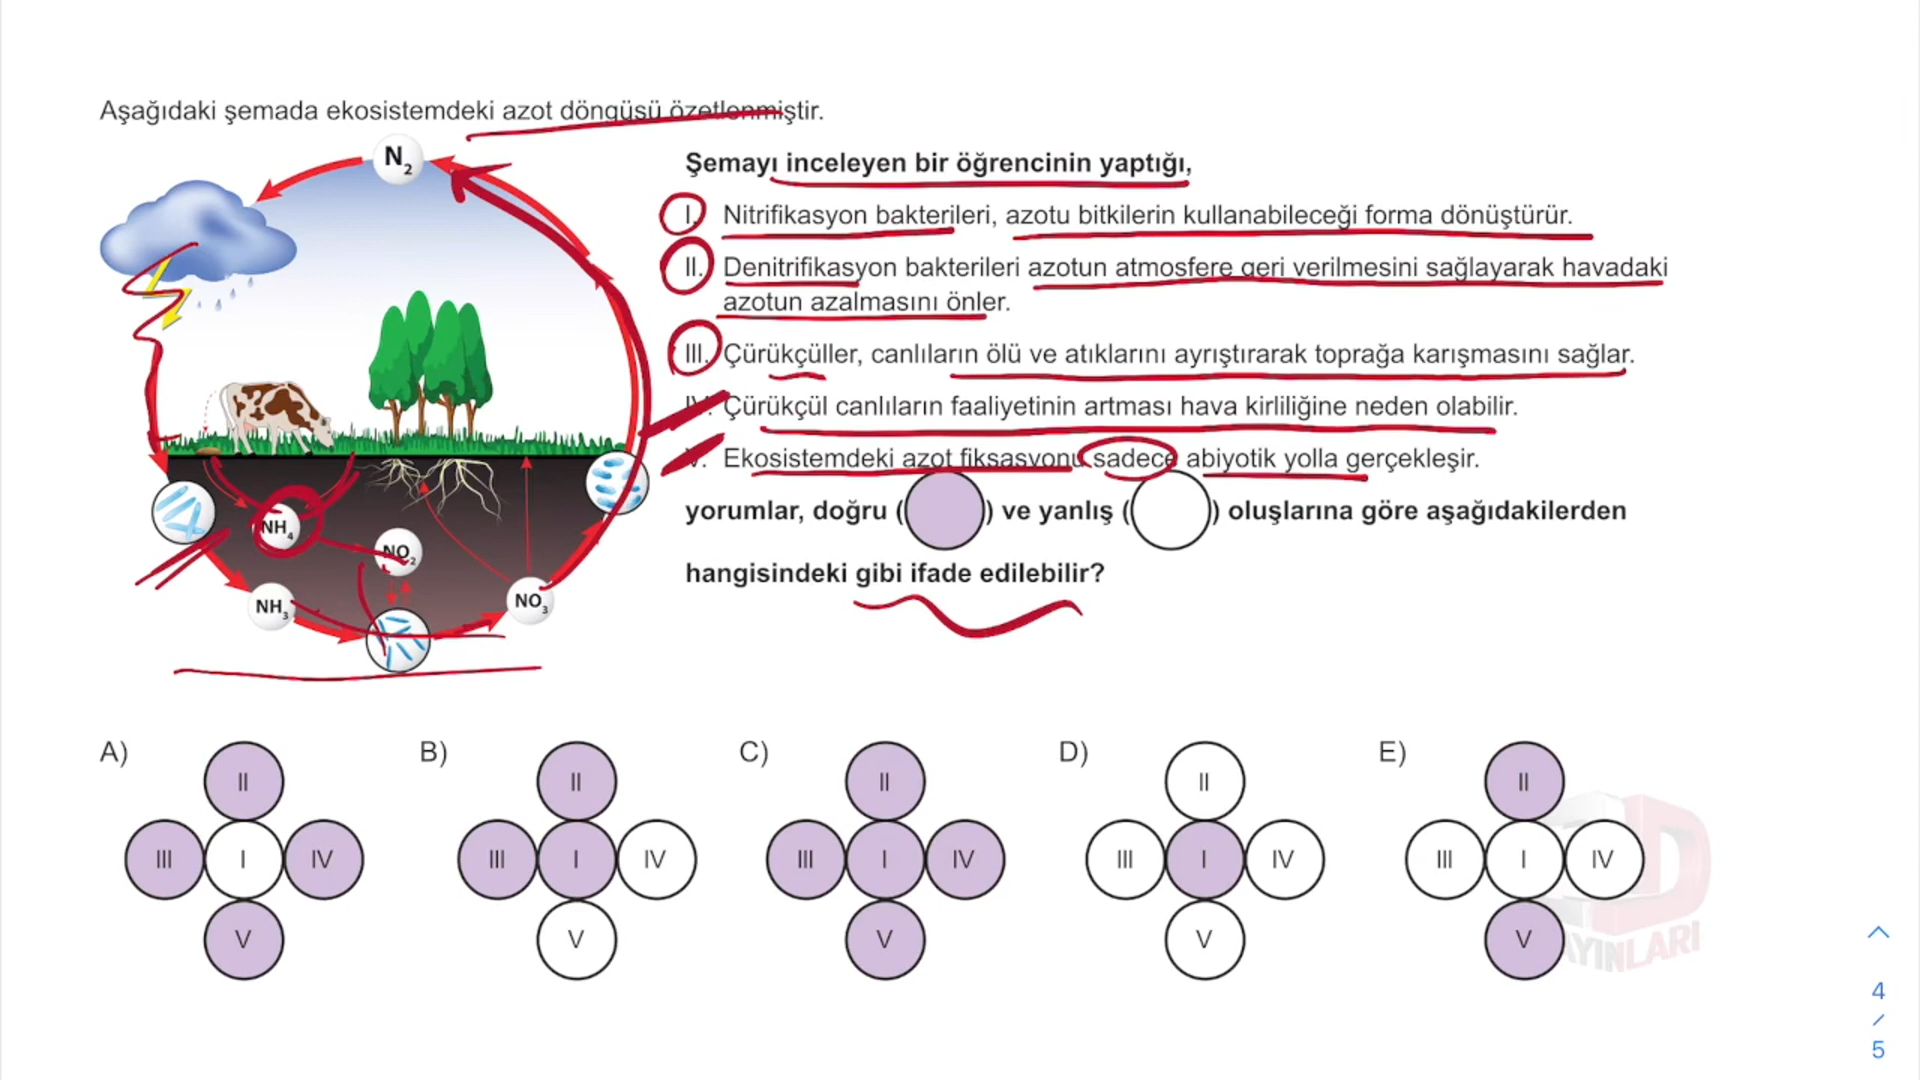 Aşağıdaki şemada ekosistemdeki azot döngüsü özetlenmiştir.
N2
NH4
NO2
NH3
NO3
Şemayı inceleyen bir öğrencinin yaptığı,
I. Nitrifikasyon bakterileri, azotu bitkilerin kullanabileceği forma dönüştürür.
II. Denitrifikasyon bakterileri azotun atmosfere geri verilmesini sağlayarak havadaki
azotun azalmasını önler.
III. Çürükçüller, canlıların ölü ve atıklarını ayrıştırarak toprağa karışmasını sağlar.
IV. Çürükçül canlıların faaliyetinin artması hava kirliliğine neden olabilir.
V. Ekosistemdeki azot fiksasyonu sadece abiyotik yolla gerçekleşir.
yorumlar, doğru ( ) ve yanlış ( ) oluşlarına göre aşağıdakilerden
hangisindeki gibi ifade edilebilir?
A) II III I IV V
B) II III I IV V
C) II III I IV V
D) II III I IV V
E) II III I IV V
4
/
5